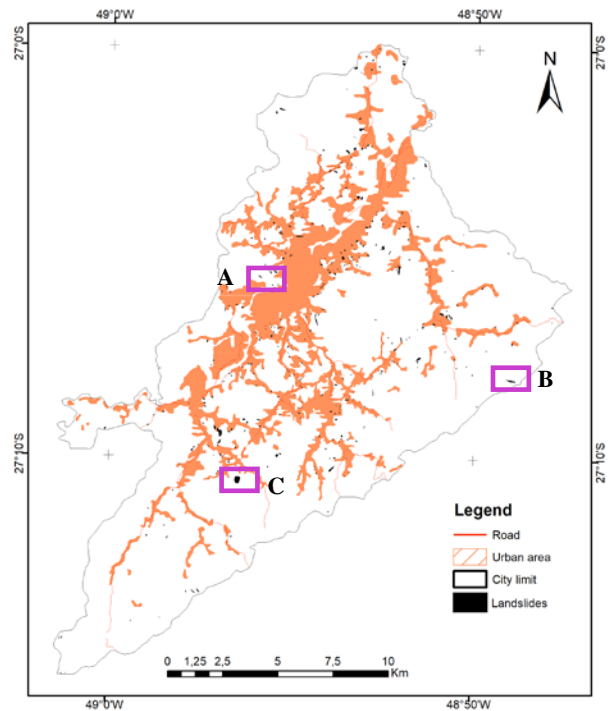 49°0'W 48°50'W
27°0'S 27°0'S
N
A
B
27°10'S 27°10'S
C
Legend
Road
Urban area
City limit
Landslides
0 1,25 2,5 5 7,5 10
Km
49°0'W 48°50'W